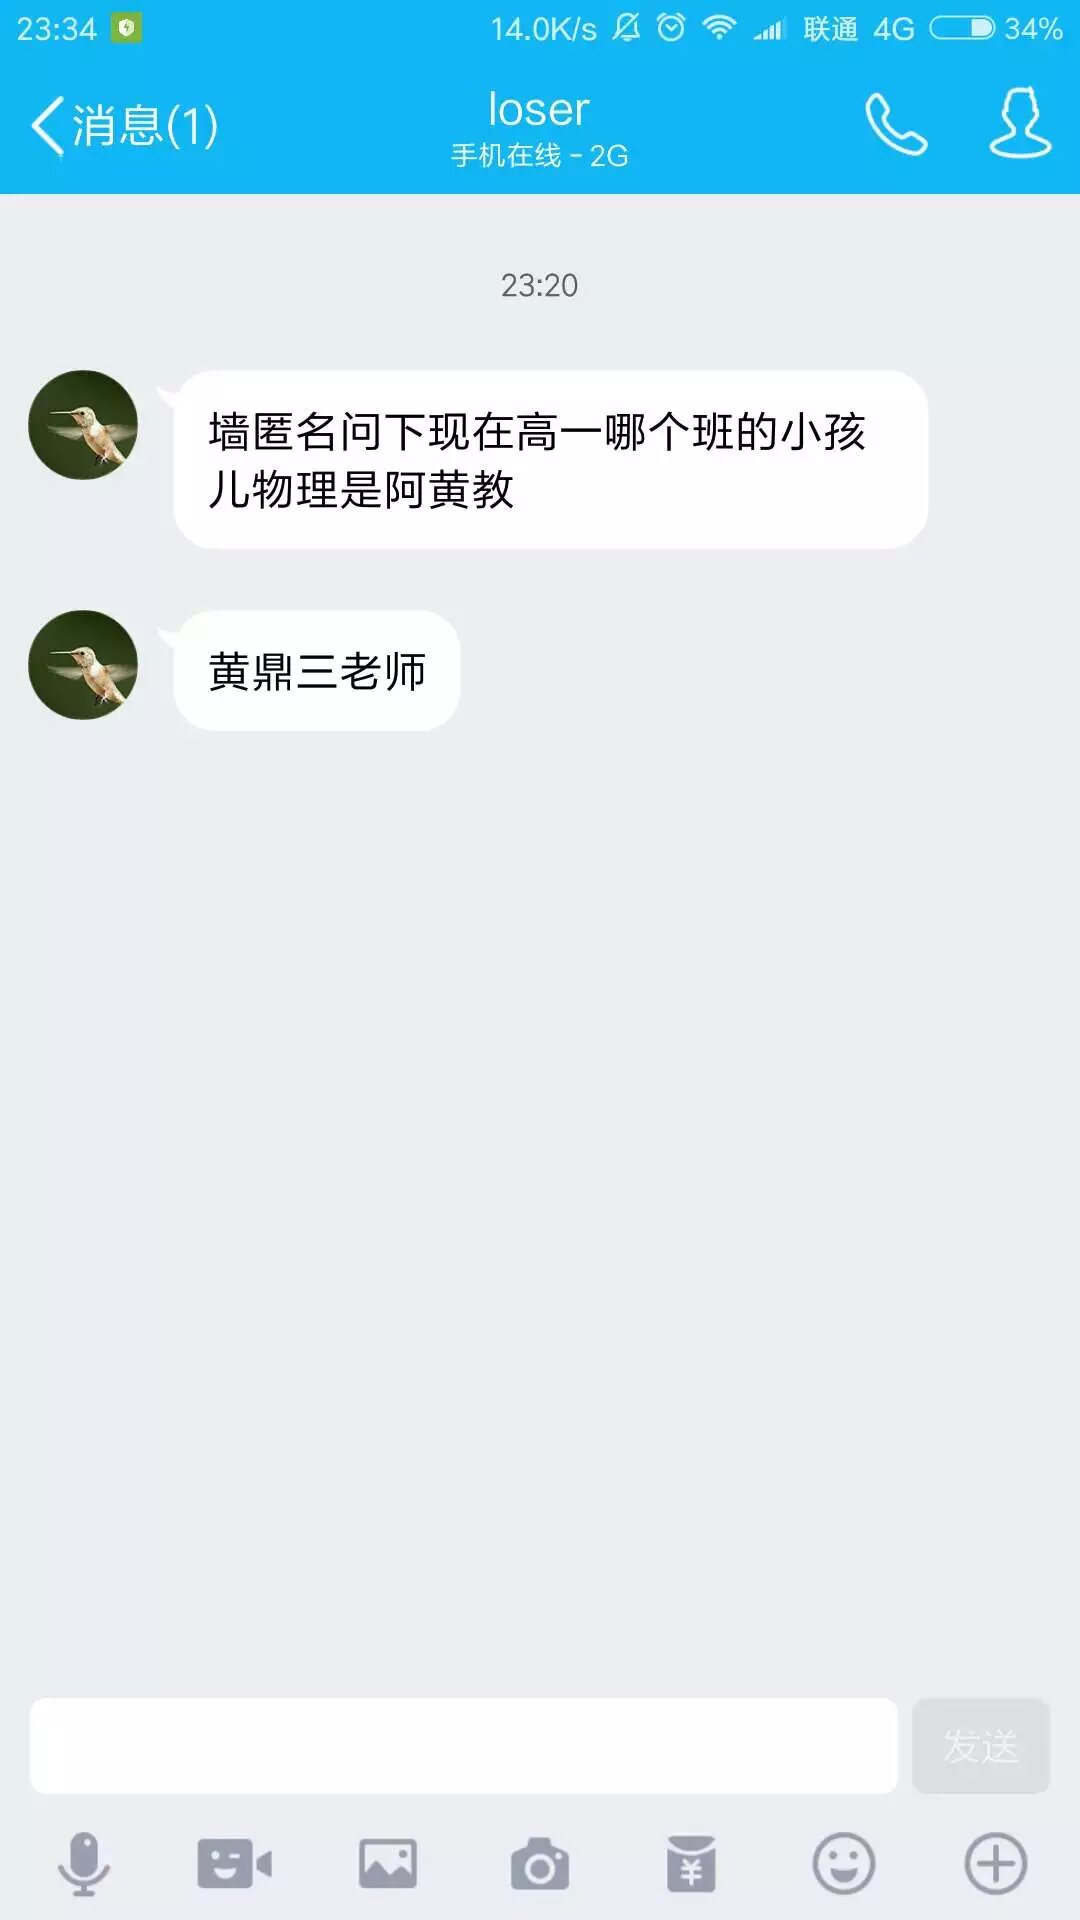 23:34 14.0K/s 联通 4G 34%
消息(1)
loser
手机在线 - 2G
23:20
墙匿名问下现在高一哪个班的小孩
儿物理是阿黄教
黄鼎三老师
发送